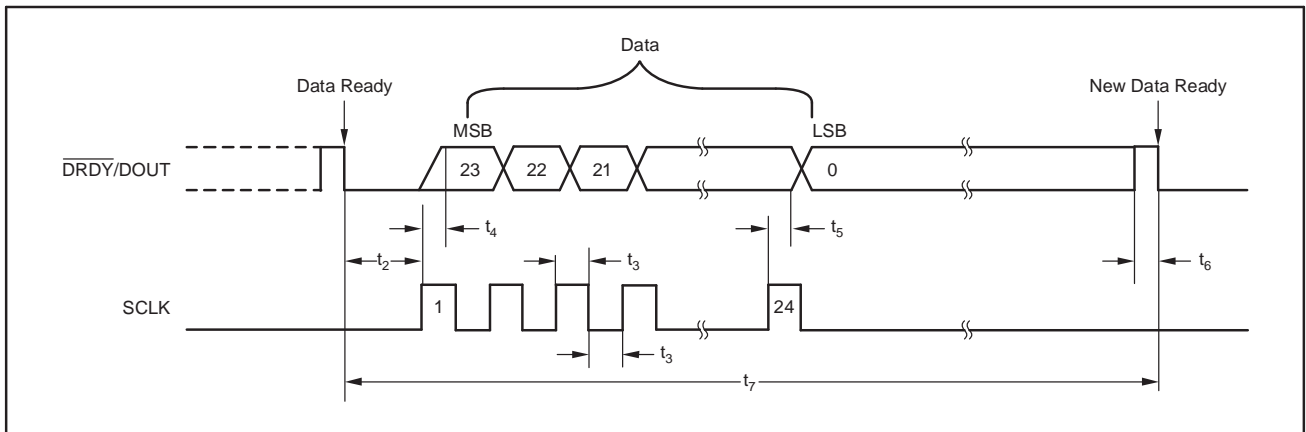 Data
Data Ready
New Data Ready
MSB
LSB
DRDY/DOUT
23
22
21
0
t4
t5
t2
t3
t6
SCLK
1
24
t3
t7